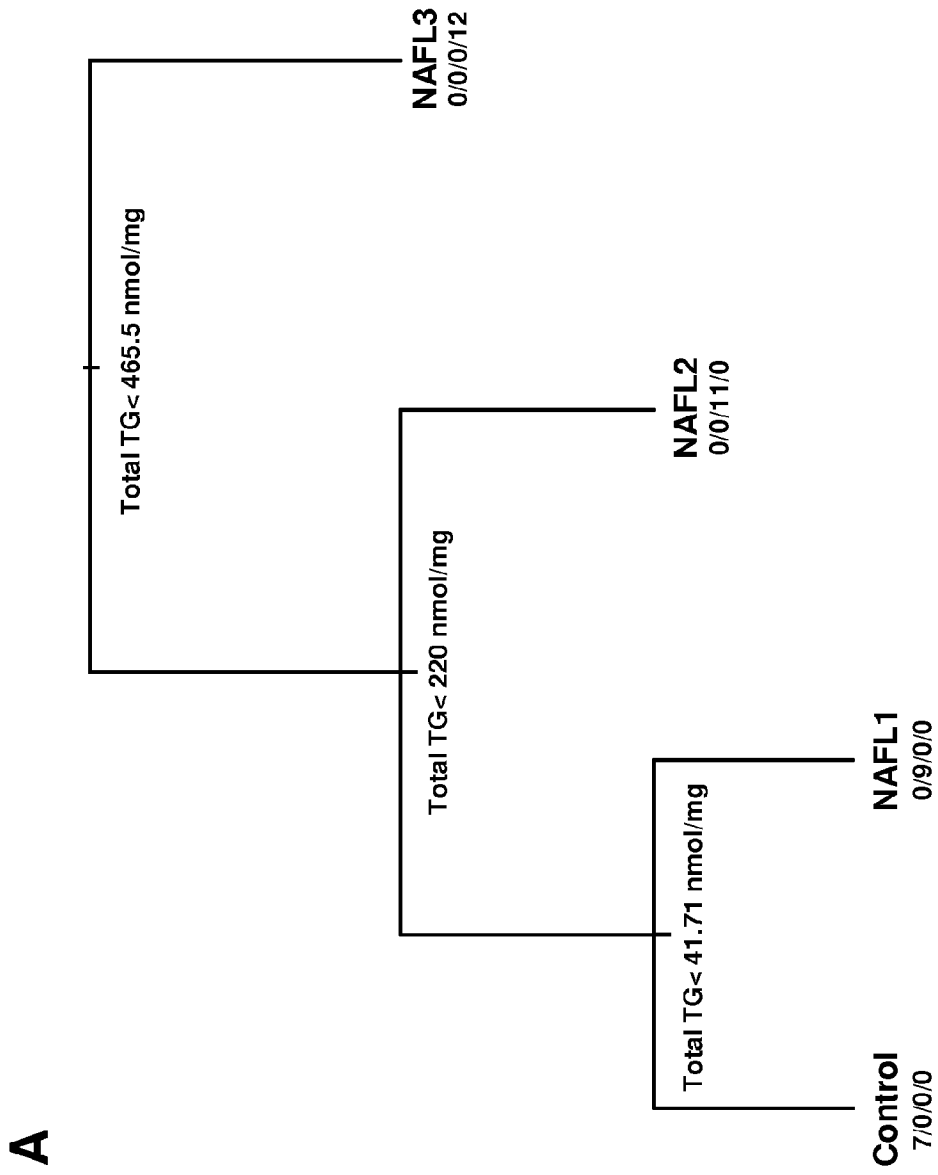 A
Total TG< 465.5 nmol/mg
NAFL3
0/0/0/12
Total TG< 220 nmol/mg
NAFL2
0/0/11/0
Total TG< 41.71 nmol/mg
Control
7/0/0/0
NAFL1
0/9/0/0